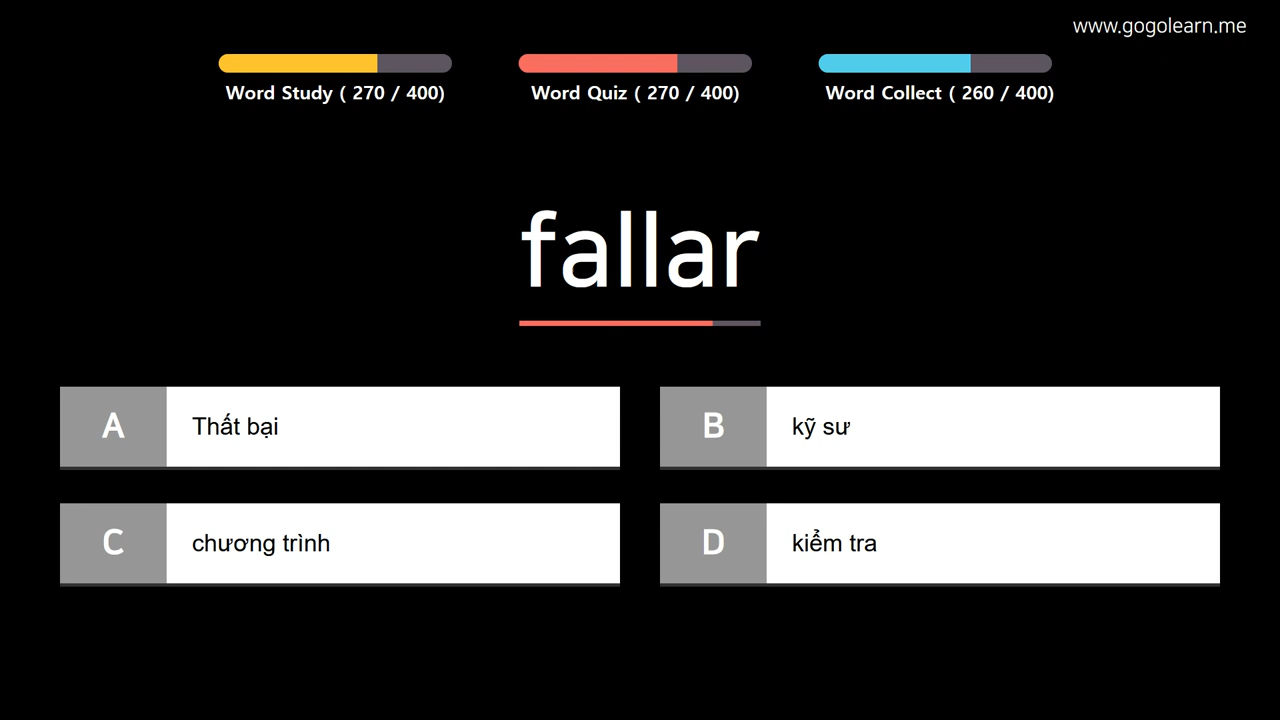 www.gogolearn.me
Word Study ( 270 / 400)
Word Quiz ( 270 / 400)
Word Collect ( 260 / 400)
fallar
A
Thất bại
B
kỹ sư
C
chương trình
D
kiểm tra